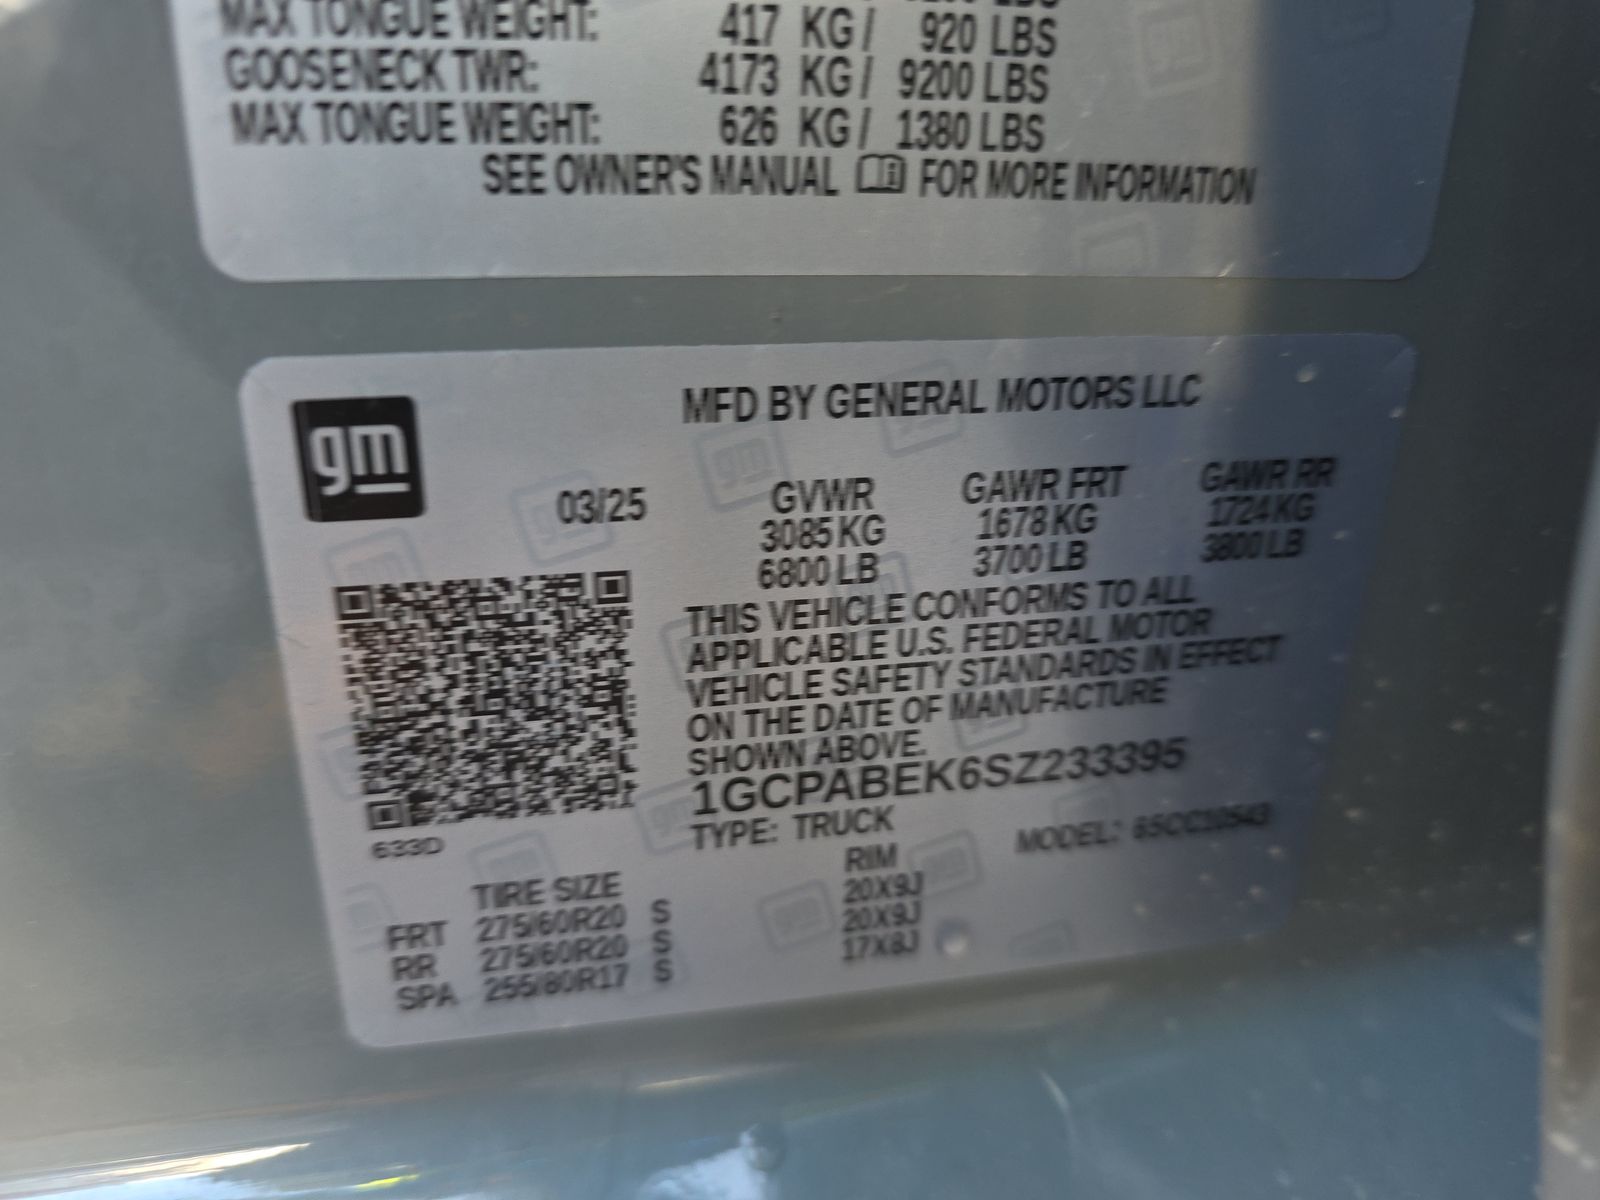 MAX TONGUE WEIGHT: 417 KG / 920 LBS
GOOSENECK TWR: 4173 KG / 9200 LBS
MAX TONGUE WEIGHT: 626 KG / 1380 LBS
SEE OWNER'S MANUAL FOR MORE INFORMATION
gm
MFD BY GENERAL MOTORS LLC
03/25 GVWR GAWR FRT GAWR RR
3085 KG 1678 KG 1724 KG
6800 LB 3700 LB 3800 LB
THIS VEHICLE CONFORMS TO ALL
APPLICABLE U.S. FEDERAL MOTOR
VEHICLE SAFETY STANDARDS IN EFFECT
ON THE DATE OF MANUFACTURE
SHOWN ABOVE.
1GCPABEK6SZ233395
TYPE: TRUCK MODEL:
633D
TIRE SIZE RIM
FRT 275/60R20 S 20X9J
RR 275/60R20 S 20X9J
SPA 255/80R17 S 17X8J